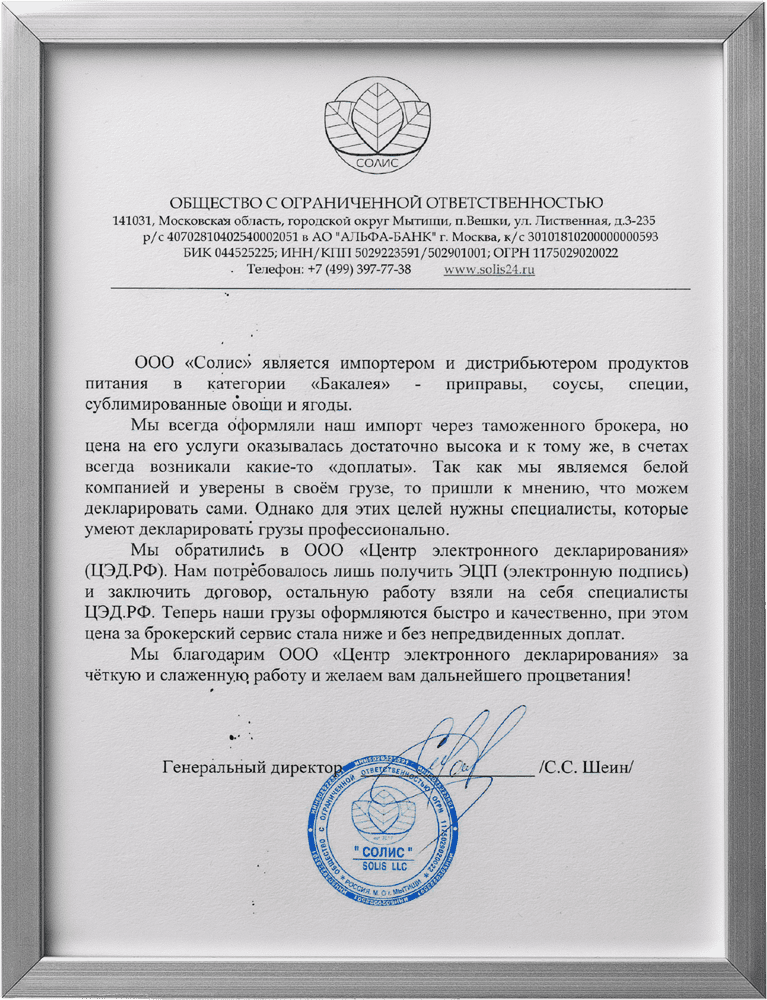 СОЛИС
ОБЩЕСТВО С ОГРАНИЧЕННОЙ ОТВЕТСТВЕННОСТЬЮ
141031, Московская область, городской округ Мытищи, п.Вешки, ул. Лиственная, д.3-235
р/с 40702810402540002051 в АО "АЛЬФА-БАНК" г. Москва, к/с 30101810200000000593
БИК 044525225; ИНН/КПП 5029223591/502901001; ОГРН 1175029020022
Телефон: +7 (499) 397-77-38 www.solis24.ru
ООО «Солис» является импортером и дистрибьютером продуктов
питания в категории «Бакалея» - приправы, соусы, специи,
сублимированные овощи и ягоды.
Мы всегда оформляли наш импорт через таможенного брокера, но
цена на его услуги оказывалась достаточно высока и к тому же, в счетах
всегда возникали какие-то «доплаты». Так как мы являемся белой
компанией и уверены в своём грузе, то пришли к мнению, что можем
декларировать сами. Однако для этих целей нужны специалисты, которые
умеют декларировать грузы профессионально.
Мы обратились в ООО «Центр электронного декларирования»
(ЦЭД.РФ). Нам потребовалось лишь получить ЭЦП (электронную подпись)
и заключить договор, остальную работу взяли на себя специалисты
ЦЭД.РФ. Теперь наши грузы оформляются быстро и качественно, при этом
цена за брокерский сервис стала ниже и без непредвиденных доплат.
Мы благодарим ООО «Центр электронного декларирования» за
чёткую и слаженную работу и желаем вам дальнейшего процветания!
Генеральный директор /С.С. Шеин/
ОБЩЕСТВО С ОГРАНИЧЕННОЙ ОТВЕТСТВЕННОСТЬЮ ОГРН 1175029020022
" СОЛИС "
SOLIS LLC
РОССИЯ М.О г. МЫТИЩИ